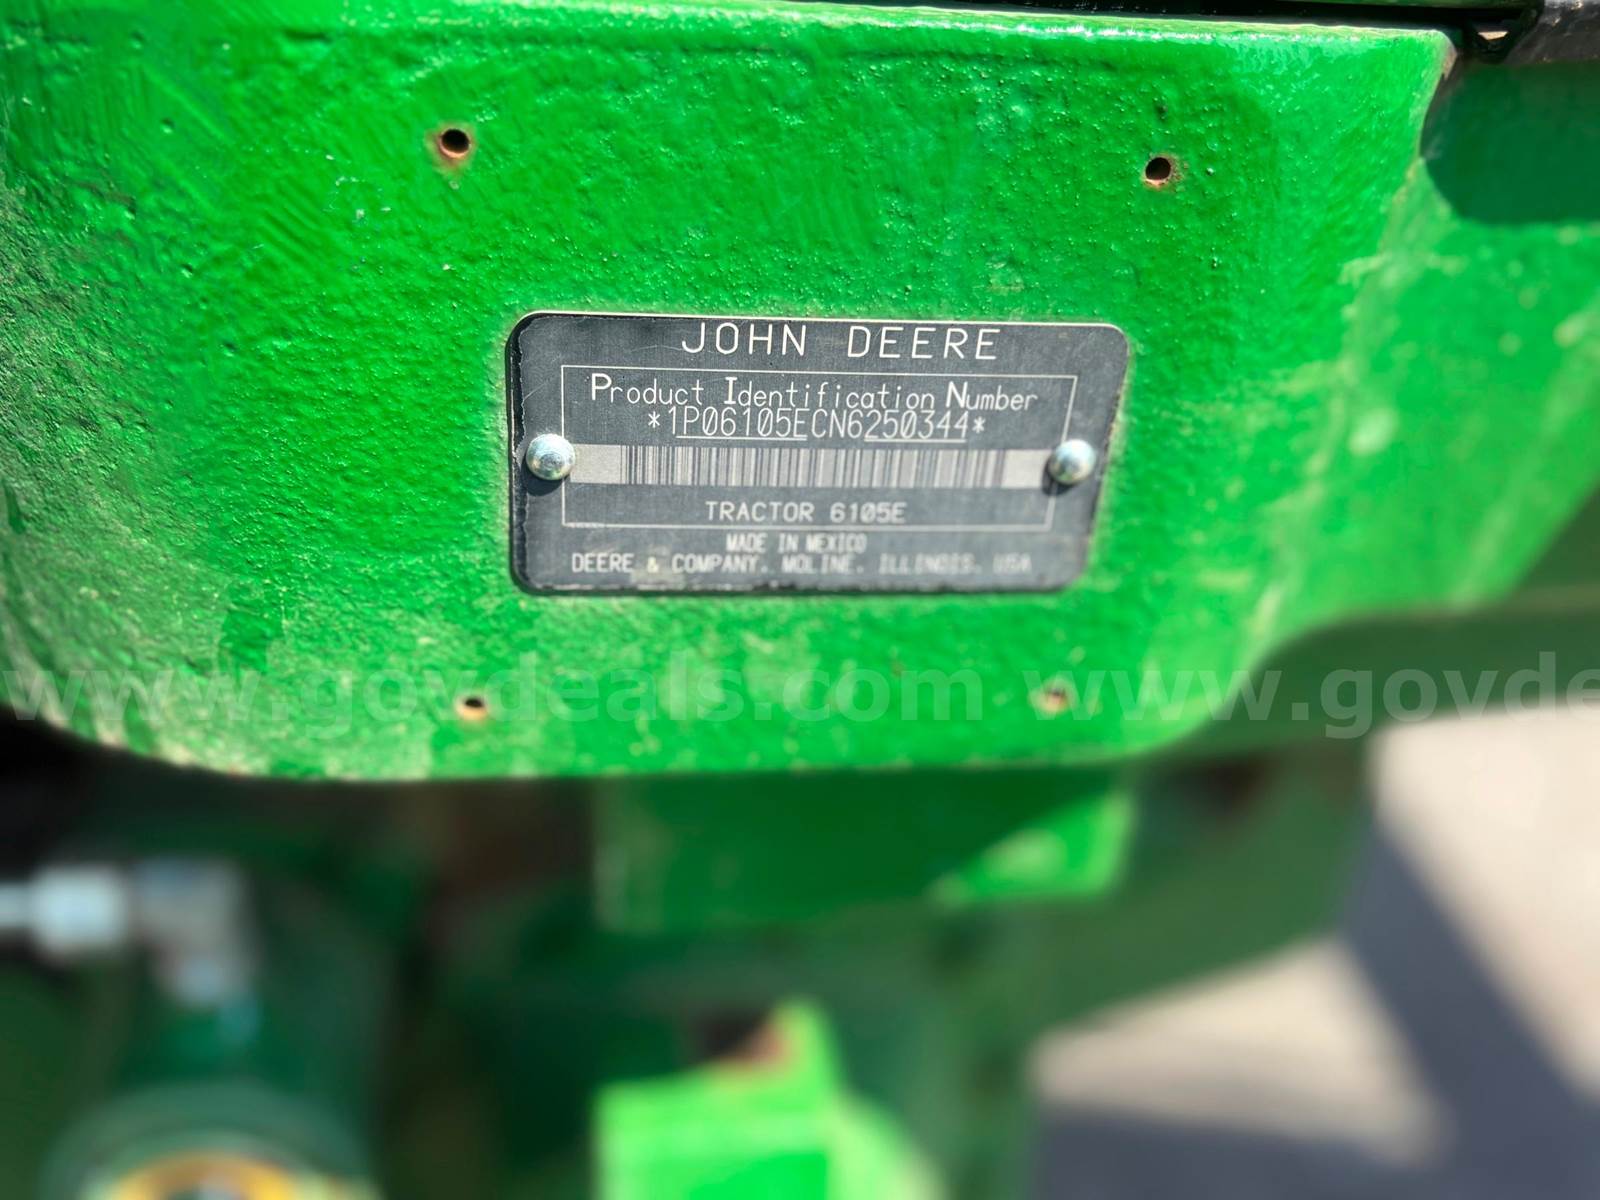 JOHN DEERE
Product Identification Number
*1P06105ECN6250344*
TRACTOR 6105E
MADE IN MEXICO
DEERE & COMPANY. MOLINE. ILLINOIS. USA
www.govdeals.com www.govde